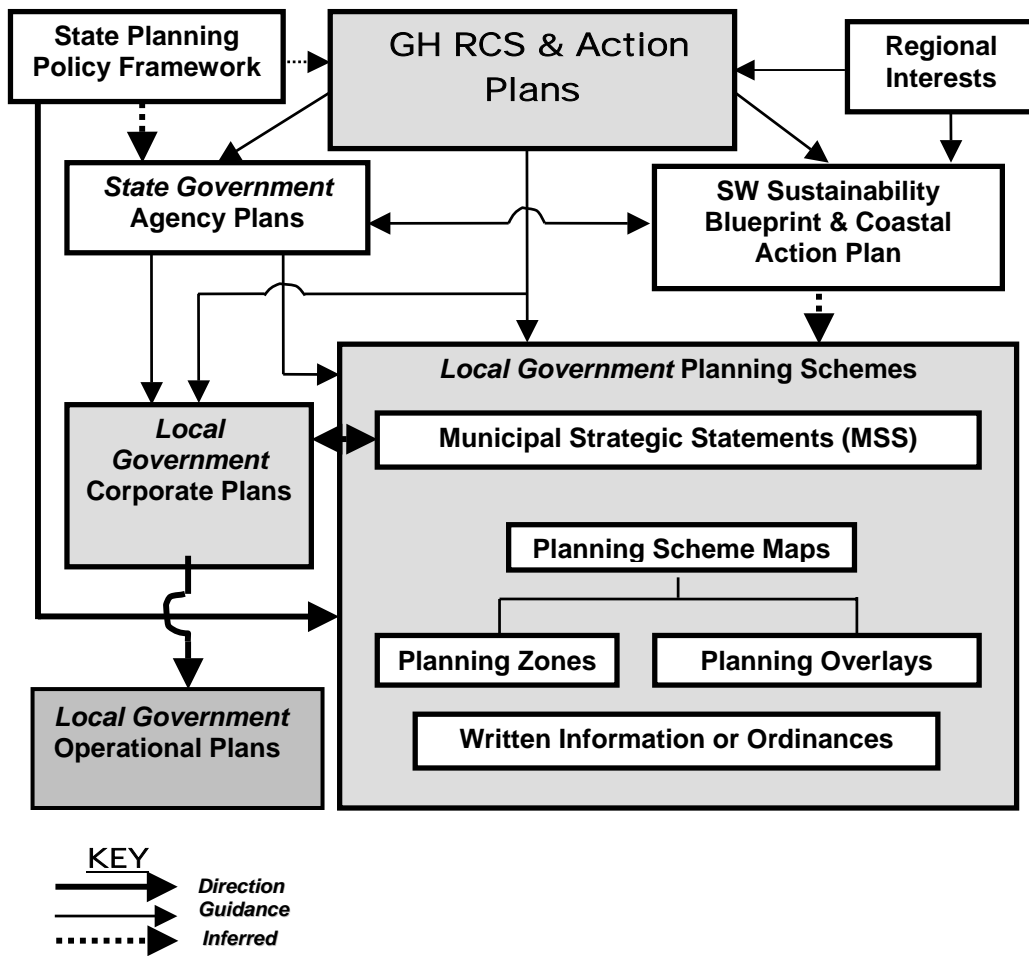 State Planning
Policy Framework
GH RCS & Action
Plans
Regional
Interests
State Government
Agency Plans
SW Sustainability
Blueprint & Coastal
Action Plan
Local Government Planning Schemes
Local
Government
Corporate Plans
Municipal Strategic Statements (MSS)
Planning Scheme Maps
Planning Zones
Planning Overlays
Local Government
Operational Plans
Written Information or Ordinances
KEY
Direction
Guidance
Inferred